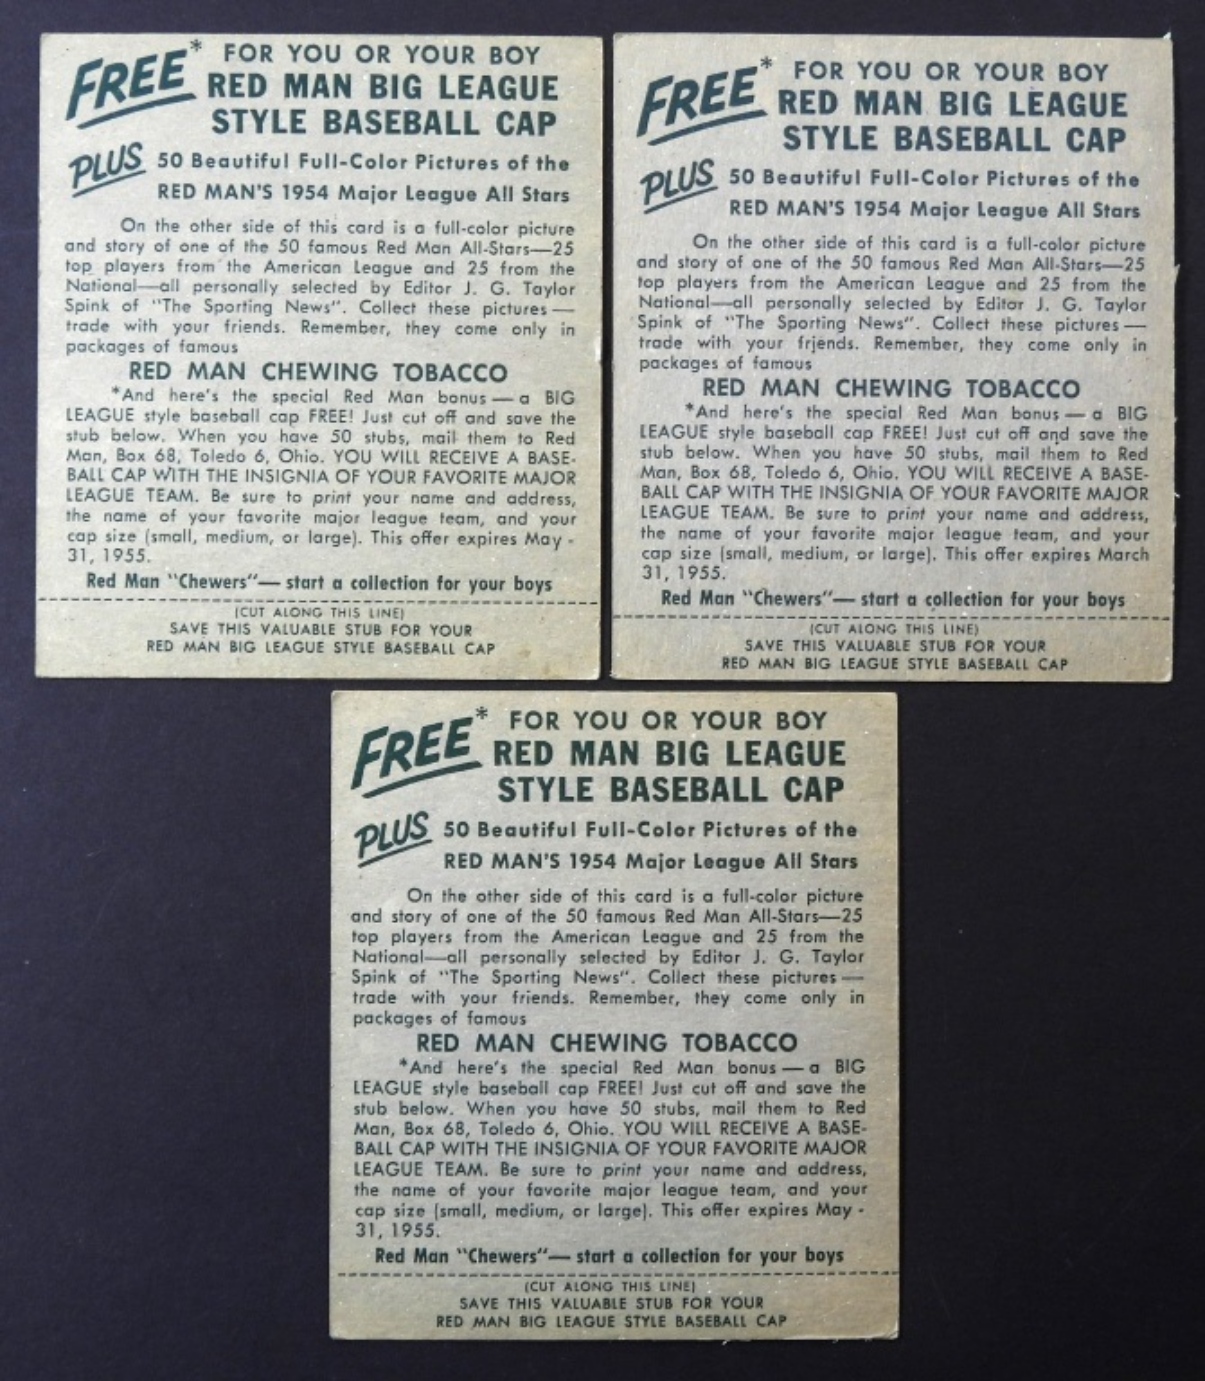 FREE* FOR YOU OR YOUR BOY
RED MAN BIG LEAGUE
STYLE BASEBALL CAP
PLUS 50 Beautiful Full-Color Pictures of the
RED MAN'S 1954 Major League All Stars
On the other side of this card is a full-color picture
and story of one of the 50 famous Red Man All-Stars—25
top players from the American League and 25 from the
National—all personally selected by Editor J. G. Taylor
Spink of "The Sporting News". Collect these pictures —
trade with your friends. Remember, they come only in
packages of famous
RED MAN CHEWING TOBACCO
*And here's the special Red Man bonus — a BIG
LEAGUE style baseball cap FREE! Just cut off and save the
stub below. When you have 50 stubs, mail them to Red
Man, Box 68, Toledo 6, Ohio. YOU WILL RECEIVE A BASE-
BALL CAP WITH THE INSIGNIA OF YOUR FAVORITE MAJOR
LEAGUE TEAM. Be sure to print your name and address,
the name of your favorite major league team, and your
cap size (small, medium, or large). This offer expires May -
31, 1955.
Red Man "Chewers"— start a collection for your boys
(CUT ALONG THIS LINE)
SAVE THIS VALUABLE STUB FOR YOUR
RED MAN BIG LEAGUE STYLE BASEBALL CAP
FREE* FOR YOU OR YOUR BOY
RED MAN BIG LEAGUE
STYLE BASEBALL CAP
PLUS 50 Beautiful Full-Color Pictures of the
RED MAN'S 1954 Major League All Stars
On the other side of this card is a full-color picture
and story of one of the 50 famous Red Man All-Stars—25
top players from the American League and 25 from the
National—all personally selected by Editor J. G. Taylor
Spink of "The Sporting News". Collect these pictures —
trade with your friends. Remember, they come only in
packages of famous
RED MAN CHEWING TOBACCO
*And here's the special Red Man bonus — a BIG
LEAGUE style baseball cap FREE! Just cut off and save the
stub below. When you have 50 stubs, mail them to Red
Man, Box 68, Toledo 6, Ohio. YOU WILL RECEIVE A BASE-
BALL CAP WITH THE INSIGNIA OF YOUR FAVORITE MAJOR
LEAGUE TEAM. Be sure to print your name and address,
the name of your favorite major league team, and your
cap size (small, medium, or large). This offer expires March
31, 1955.
Red Man "Chewers"— start a collection for your boys
(CUT ALONG THIS LINE)
SAVE THIS VALUABLE STUB FOR YOUR
RED MAN BIG LEAGUE STYLE BASEBALL CAP
FREE* FOR YOU OR YOUR BOY
RED MAN BIG LEAGUE
STYLE BASEBALL CAP
PLUS 50 Beautiful Full-Color Pictures of the
RED MAN'S 1954 Major League All Stars
On the other side of this card is a full-color picture
and story of one of the 50 famous Red Man All-Stars—25
top players from the American League and 25 from the
National—all personally selected by Editor J. G. Taylor
Spink of "The Sporting News". Collect these pictures —
trade with your friends. Remember, they come only in
packages of famous
RED MAN CHEWING TOBACCO
*And here's the special Red Man bonus — a BIG
LEAGUE style baseball cap FREE! Just cut off and save the
stub below. When you have 50 stubs, mail them to Red
Man, Box 68, Toledo 6, Ohio. YOU WILL RECEIVE A BASE-
BALL CAP WITH THE INSIGNIA OF YOUR FAVORITE MAJOR
LEAGUE TEAM. Be sure to print your name and address,
the name of your favorite major league team, and your
cap size (small, medium, or large). This offer expires May -
31, 1955.
Red Man "Chewers"— start a collection for your boys
(CUT ALONG THIS LINE)
SAVE THIS VALUABLE STUB FOR YOUR
RED MAN BIG LEAGUE STYLE BASEBALL CAP